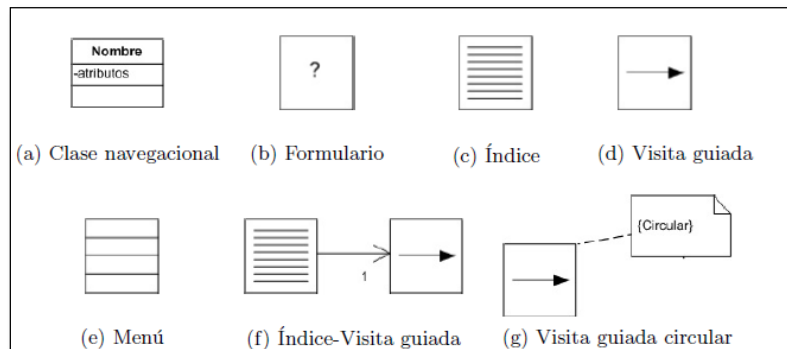 Nombre
-atributos
?
(a) Clase navegacional
(b) Formulario
(c) Índice
(d) Visita guiada
1
{Circular}
(e) Menú
(f) Índice-Visita guiada
(g) Visita guiada circular